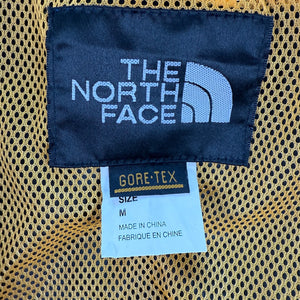 THE
NORTH
FACE
GORE-TEX
SIZE
M
MADE IN CHINA
FABRIQUE EN CHINE